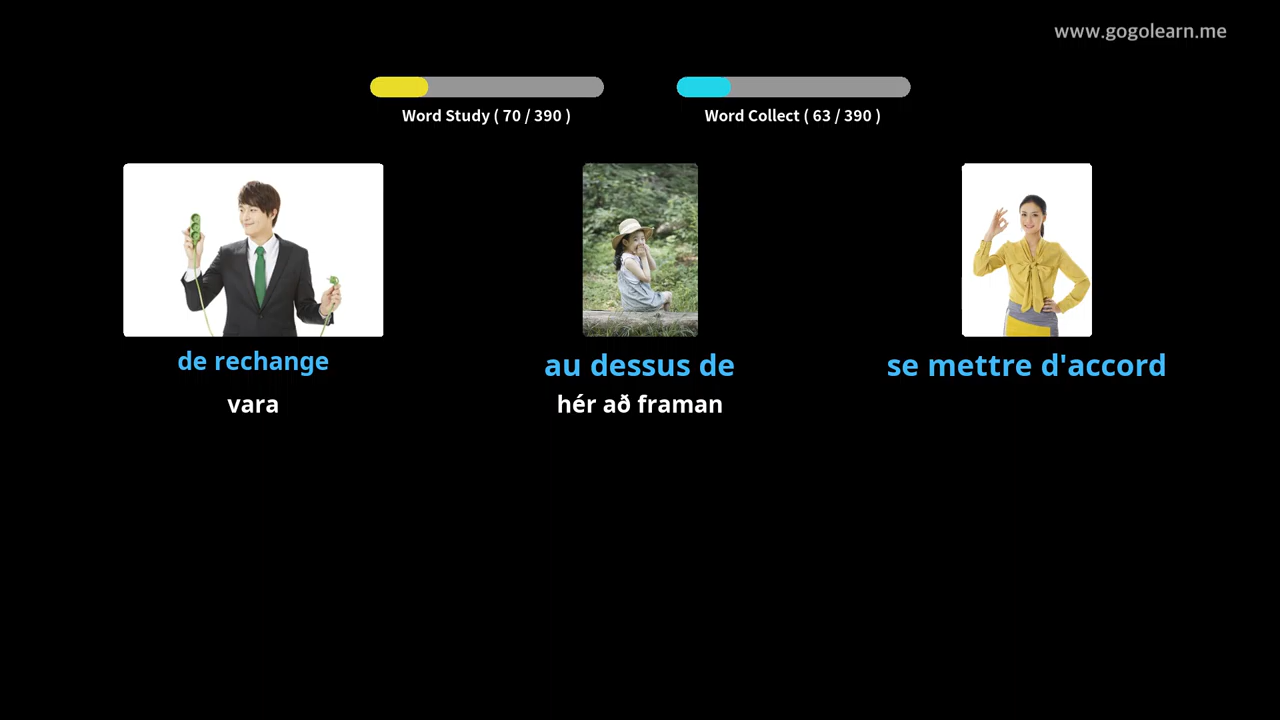 www.gogolearn.me
Word Study ( 70 / 390 )
Word Collect ( 63 / 390 )
de rechange
au dessus de
se mettre d'accord
vara
hér að framan